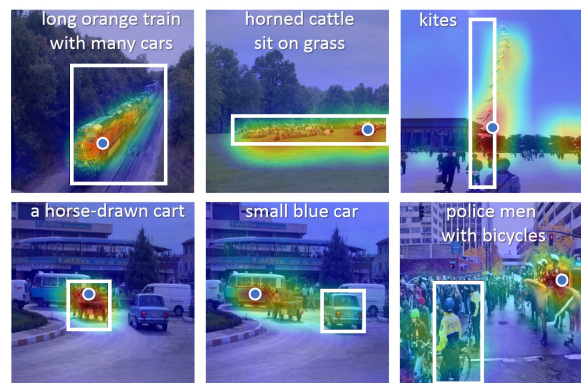 long orange train
with many cars
horned cattle
sit on grass
kites
a horse-drawn cart
small blue car
police men
with bicycles